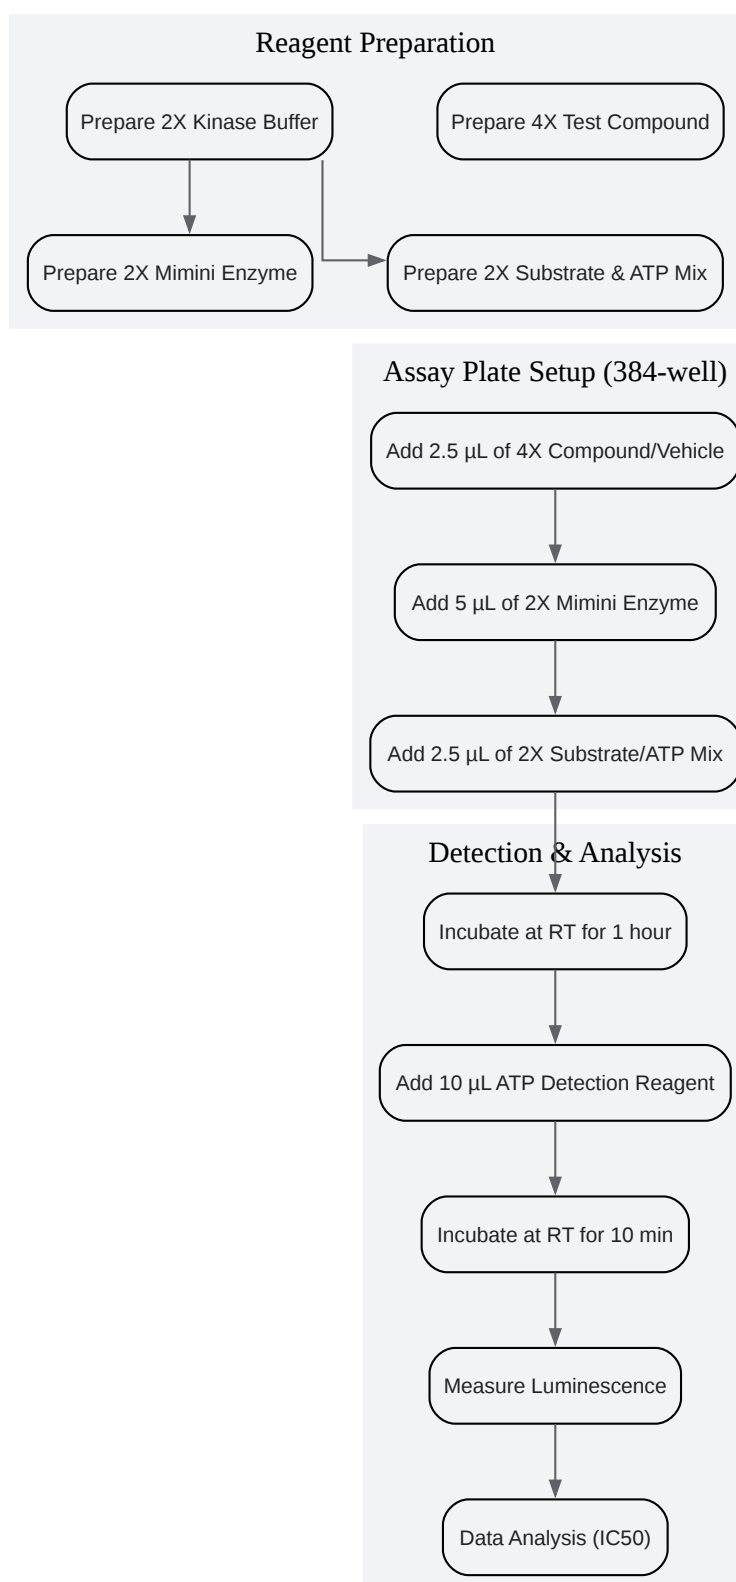 Reagent Preparation
Prepare 2X Kinase Buffer
Prepare 4X Test Compound
Prepare 2X Mimini Enzyme
Prepare 2X Substrate & ATP Mix
Assay Plate Setup (384-well)
Add 2.5 µL of 4X Compound/Vehicle
Add 5 µL of 2X Mimini Enzyme
Add 2.5 µL of 2X Substrate/ATP Mix
Detection & Analysis
Incubate at RT for 1 hour
Add 10 µL ATP Detection Reagent
Incubate at RT for 10 min
Measure Luminescence
Data Analysis (IC50)